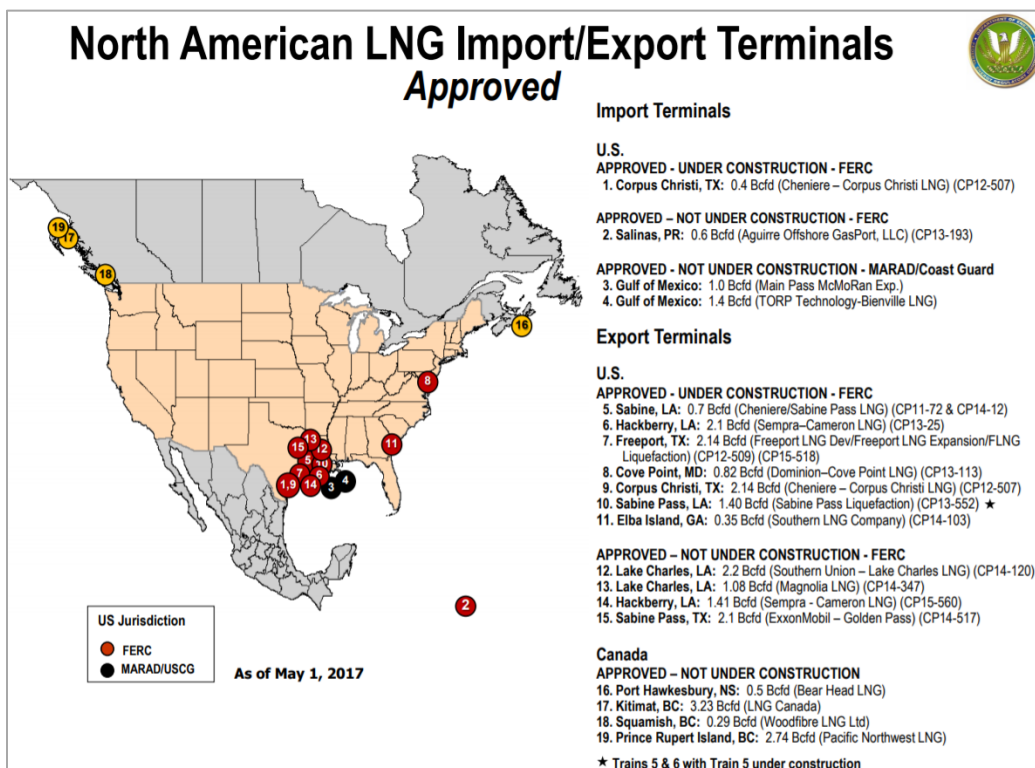 North American LNG Import/Export Terminals
Approved
Import Terminals
U.S.
APPROVED - UNDER CONSTRUCTION - FERC
1. Corpus Christi, TX: 0.4 Bcfd (Cheniere – Corpus Christi LNG) (CP12-507)
APPROVED – NOT UNDER CONSTRUCTION - FERC
2. Salinas, PR: 0.6 Bcfd (Aguirre Offshore GasPort, LLC) (CP13-193)
APPROVED - NOT UNDER CONSTRUCTION - MARAD/Coast Guard
3. Gulf of Mexico: 1.0 Bcfd (Main Pass McMoRan Exp.)
4. Gulf of Mexico: 1.4 Bcfd (TORP Technology-Bienville LNG)
Export Terminals
U.S.
APPROVED - UNDER CONSTRUCTION - FERC
5. Sabine, LA: 0.7 Bcfd (Cheniere/Sabine Pass LNG) (CP11-72 & CP14-12)
6. Hackberry, LA: 2.1 Bcfd (Sempra–Cameron LNG) (CP13-25)
7. Freeport, TX: 2.14 Bcfd (Freeport LNG Dev/Freeport LNG Expansion/FLNG
Liquefaction) (CP12-509) (CP15-518)
8. Cove Point, MD: 0.82 Bcfd (Dominion–Cove Point LNG) (CP13-113)
9. Corpus Christi, TX: 2.14 Bcfd (Cheniere – Corpus Christi LNG) (CP12-507)
10. Sabine Pass, LA: 1.40 Bcfd (Sabine Pass Liquefaction) (CP13-552) ★
11. Elba Island, GA: 0.35 Bcfd (Southern LNG Company) (CP14-103)
APPROVED – NOT UNDER CONSTRUCTION - FERC
12. Lake Charles, LA: 2.2 Bcfd (Southern Union – Lake Charles LNG) (CP14-120)
13. Lake Charles, LA: 1.08 Bcfd (Magnolia LNG) (CP14-347)
14. Hackberry, LA: 1.41 Bcfd (Sempra - Cameron LNG) (CP15-560)
15. Sabine Pass, TX: 2.1 Bcfd (ExxonMobil – Golden Pass) (CP14-517)
Canada
APPROVED – NOT UNDER CONSTRUCTION
16. Port Hawkesbury, NS: 0.5 Bcfd (Bear Head LNG)
17. Kitimat, BC: 3.23 Bcfd (LNG Canada)
18. Squamish, BC: 0.29 Bcfd (Woodfibre LNG Ltd)
19. Prince Rupert Island, BC: 2.74 Bcfd (Pacific Northwest LNG)
★ Trains 5 & 6 with Train 5 under construction
19
17
18
16
8
11
13
15
12
5
10
7
6
1,9
14
3
4
2
US Jurisdiction
FERC
MARAD/USCG
As of May 1, 2017